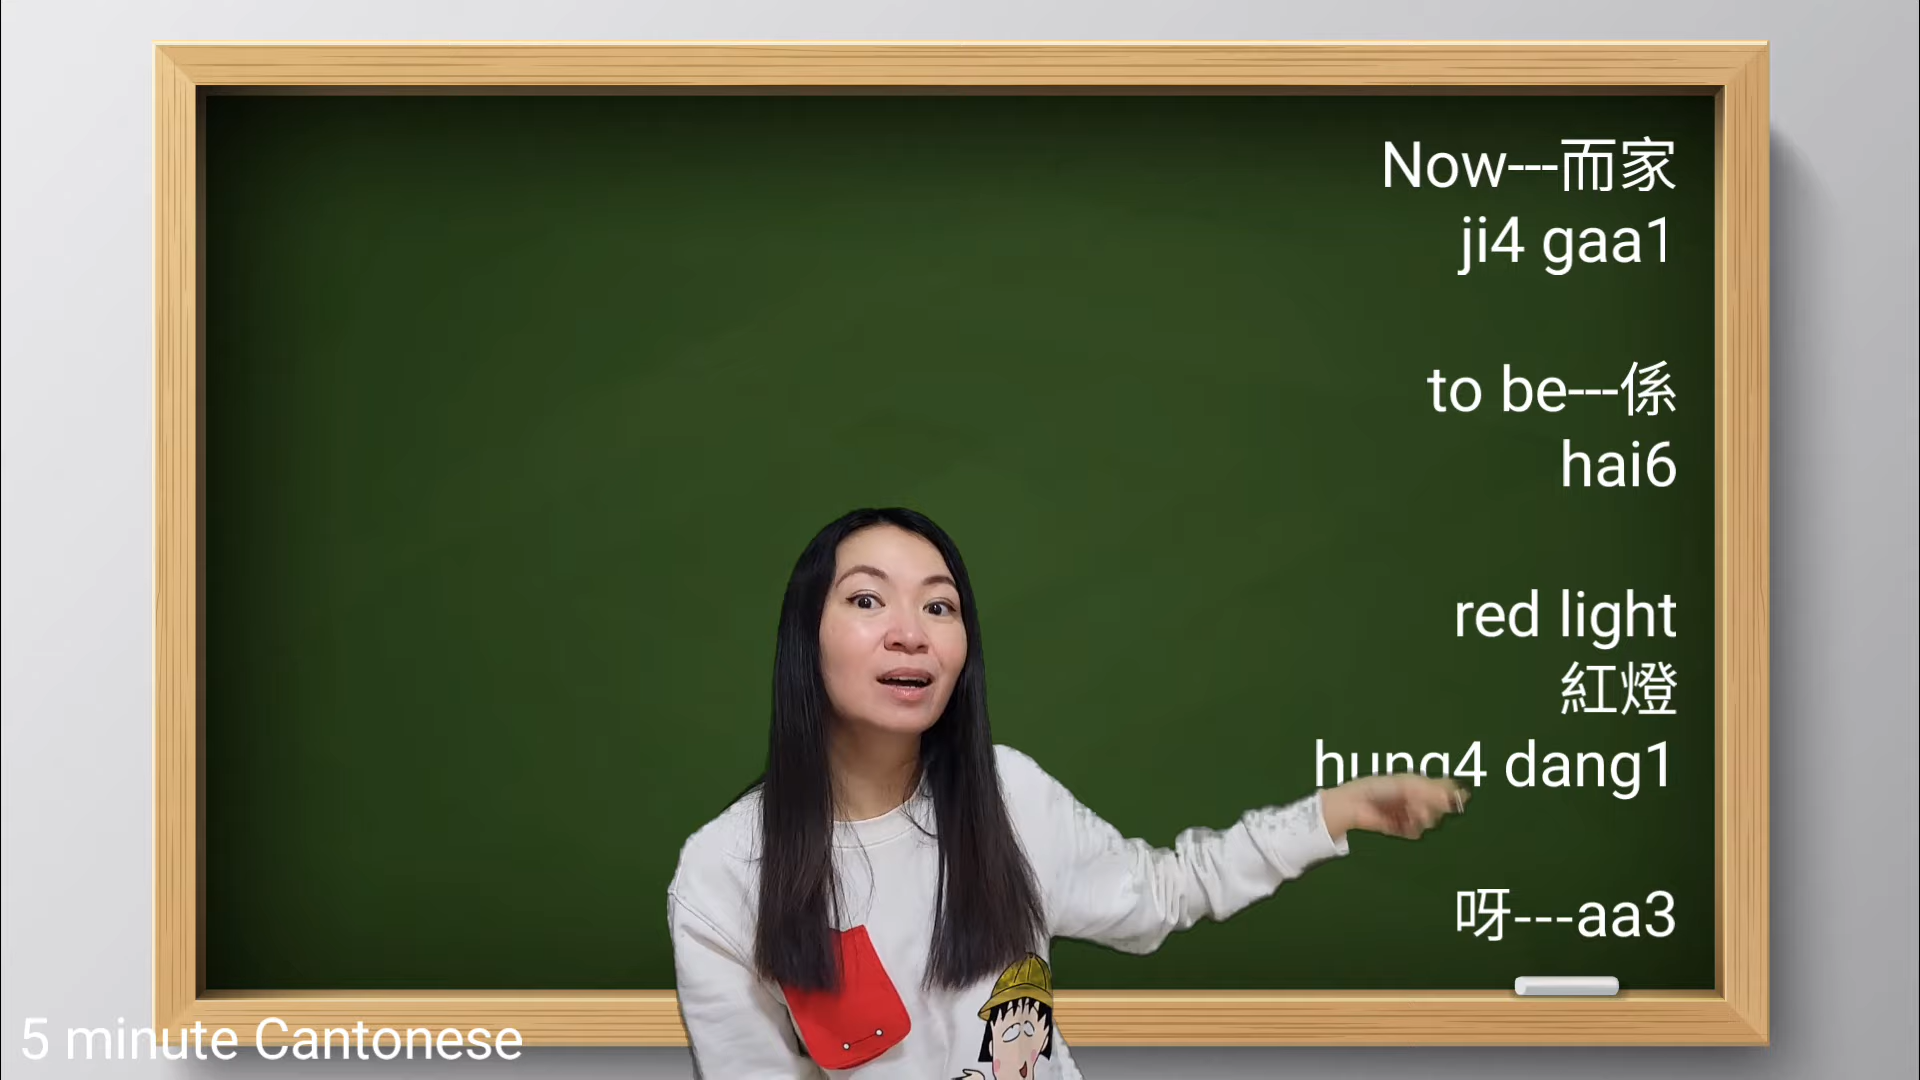 Now---而家
ji4 gaa1
to be---係
hai6
red light
紅燈
hung4 dang1
呀---aa3
5 minute Cantonese